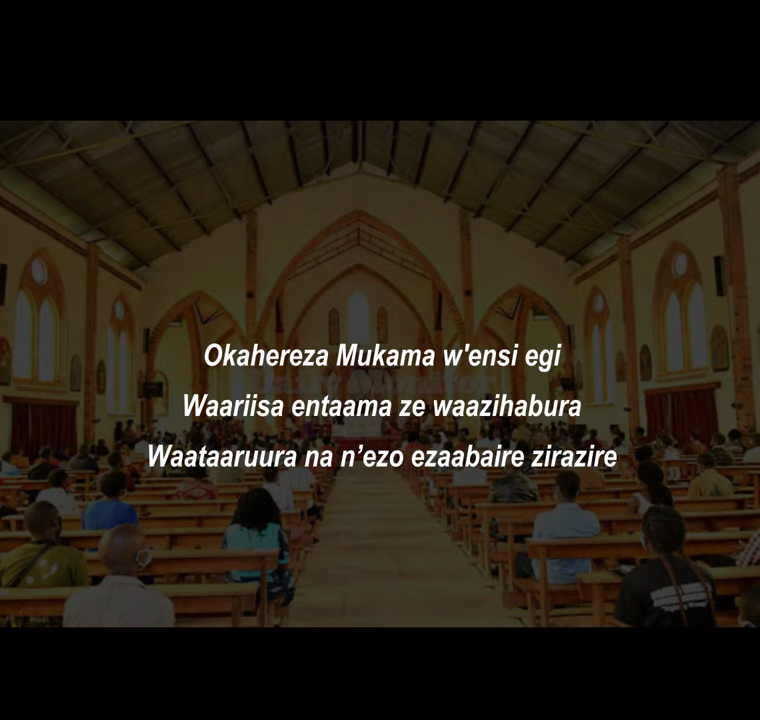 Okahereza Mukama w'ensi egi
Waariisa entaama ze waazihabura
Waataaruura na n’ezo ezaabaire zirazire